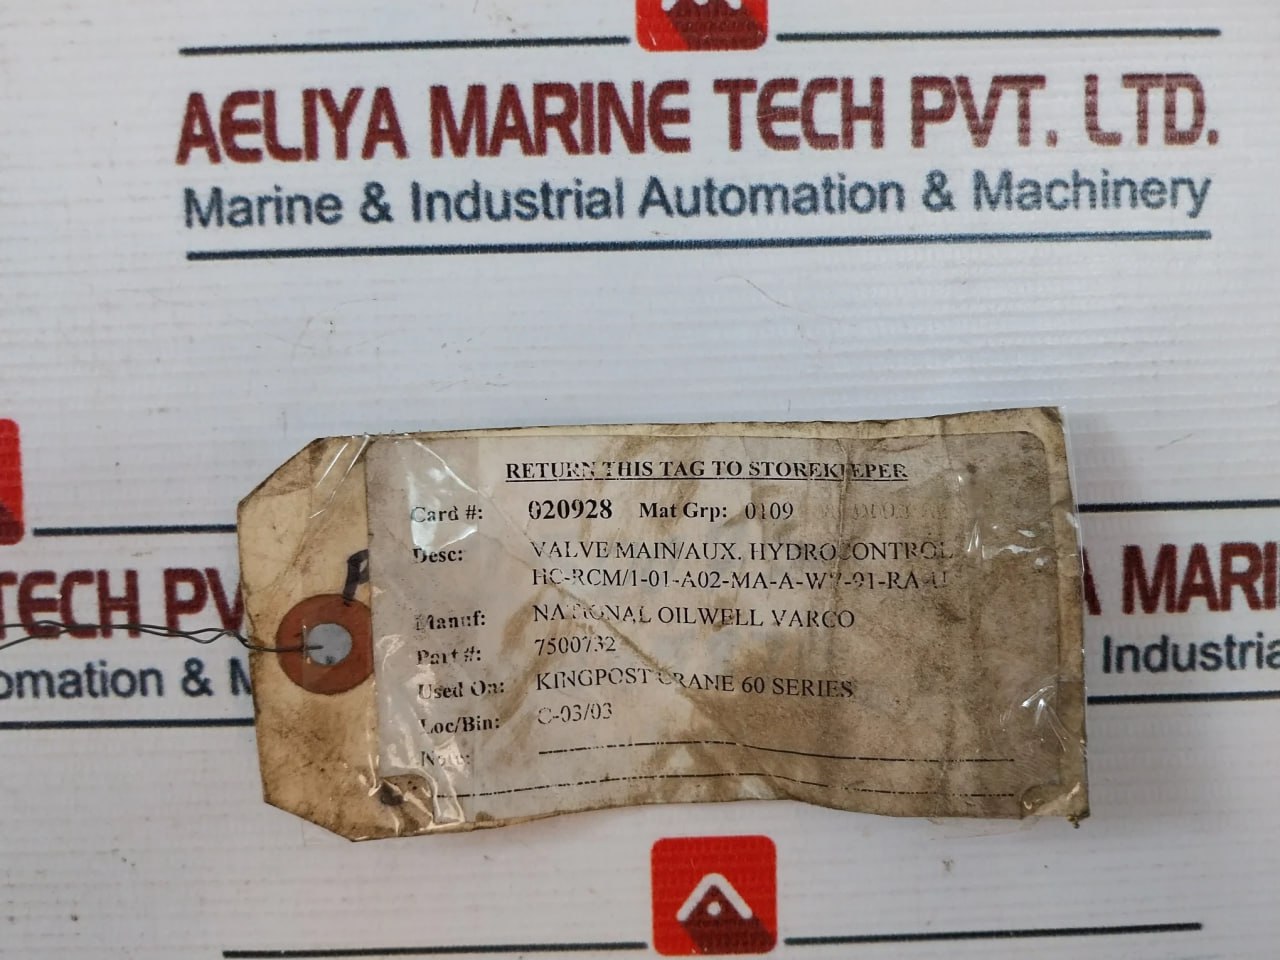 AELIYA MARINE TECH PVT. LTD.
Marine & Industrial Automation & Machinery
RETURN THIS TAG TO STOREKEEPER
Card #: 020928 Mat Grp: 0109
Desc: VALVE MAIN/AUX. HYDROCONTROL
Manuf: NATIONAL OILWELL VARCO
Part #: 7500732
Used On: KINGPOST CRANE 60 SERIES
Loc/Bin: C-03/03
Note:
TECH PV
omation &
A MARI
Industria